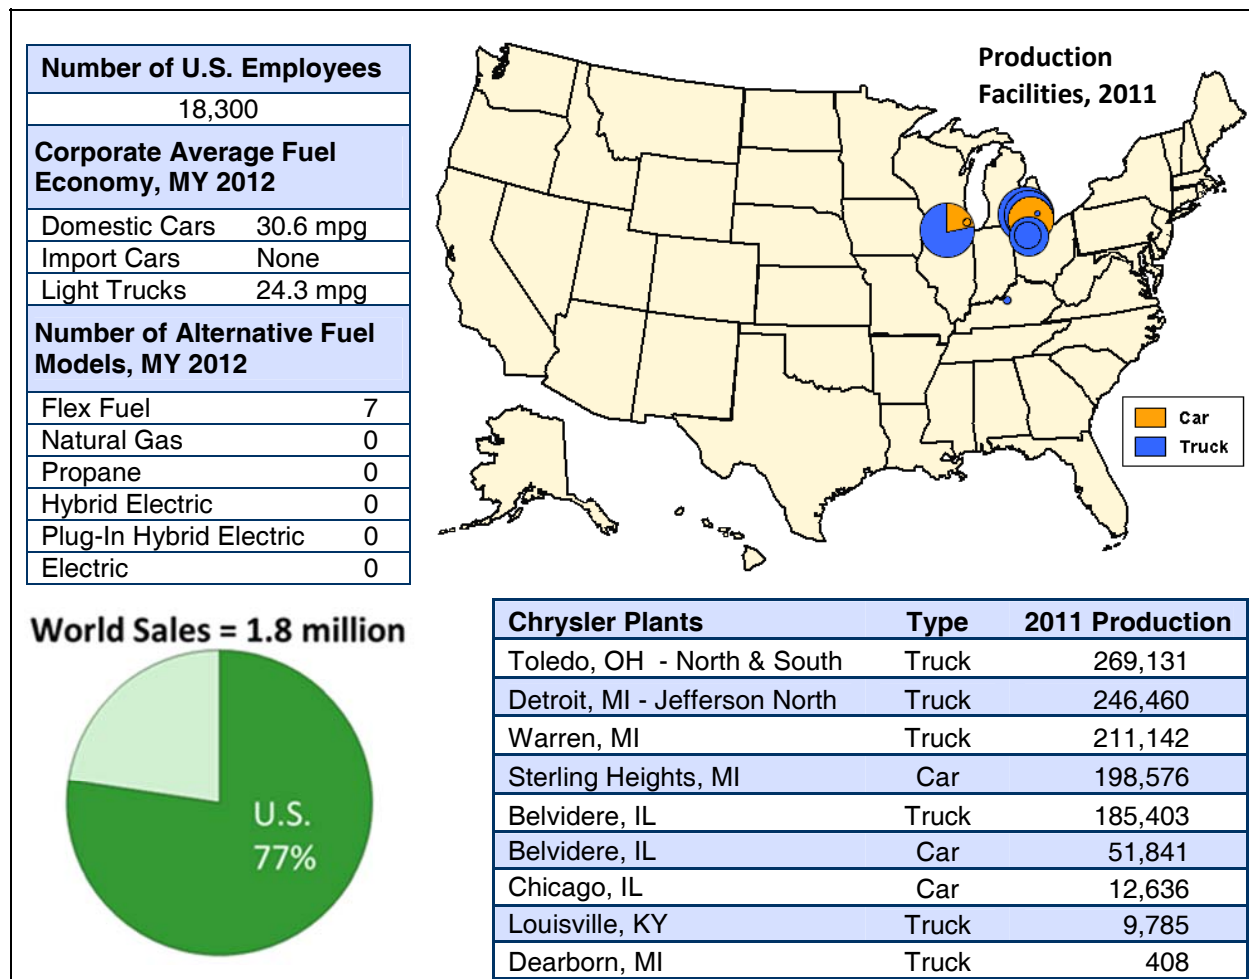 Number of U.S. Employees
18,300
Corporate Average Fuel
Economy, MY 2012
Domestic Cars 30.6 mpg
Import Cars None
Light Trucks 24.3 mpg
Number of Alternative Fuel
Models, MY 2012
Flex Fuel 7
Natural Gas 0
Propane 0
Hybrid Electric 0
Plug-In Hybrid Electric 0
Electric 0
Production
Facilities, 2011
Car
Truck
World Sales = 1.8 million
U.S.
77%
Chrysler Plants Type 2011 Production
Toledo, OH - North & South Truck 269,131
Detroit, MI - Jefferson North Truck 246,460
Warren, MI Truck 211,142
Sterling Heights, MI Car 198,576
Belvidere, IL Truck 185,403
Belvidere, IL Car 51,841
Chicago, IL Car 12,636
Louisville, KY Truck 9,785
Dearborn, MI Truck 408